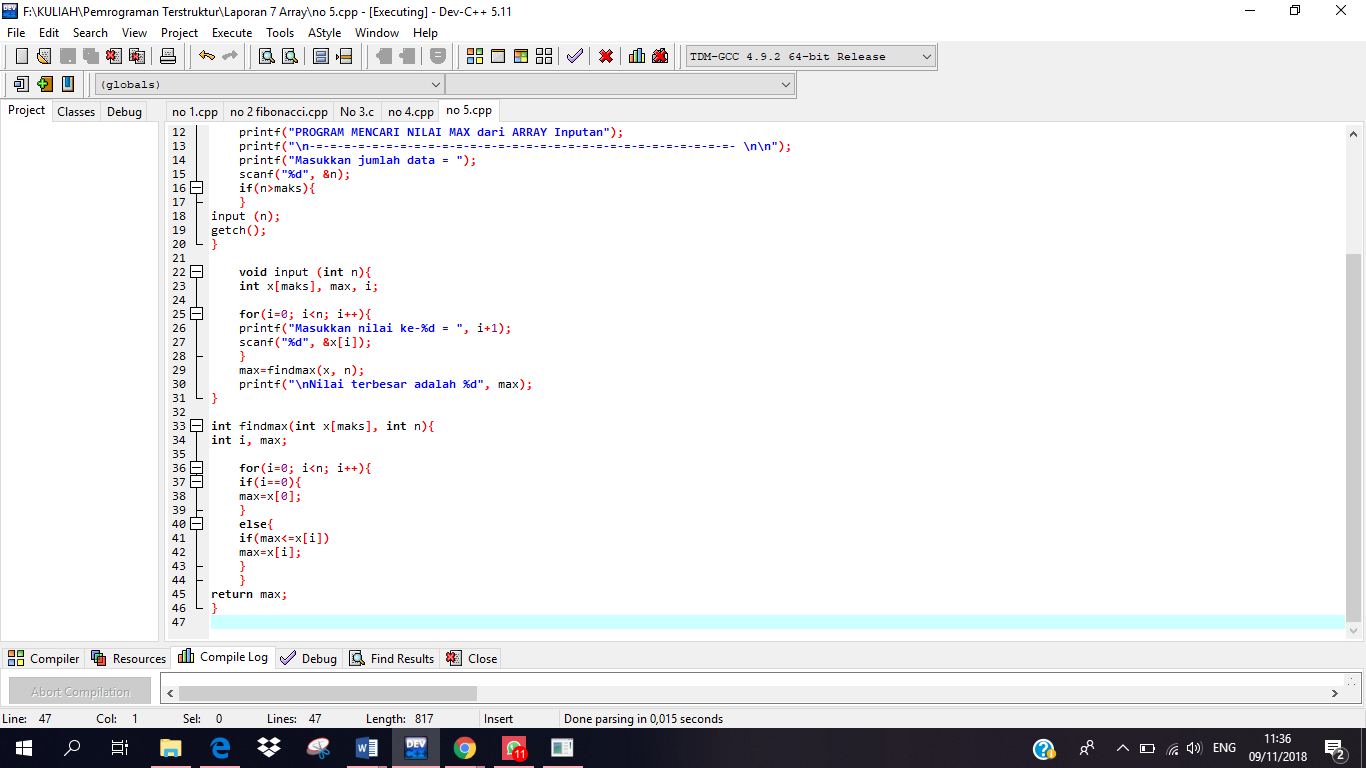 F:\KULIAH\Pemrograman Terstruktur\Laporan 7 Array\no 5.cpp - [Executing] - Dev-C++ 5.11
File Edit Search View Project Execute Tools AStyle Window Help
TDM-GCC 4.9.2 64-bit Release
(globals)
Project Classes Debug no 1.cpp no 2 fibonacci.cpp No 3.c no 4.cpp no 5.cpp
12 printf("PROGRAM MENCARI NILAI MAX dari ARRAY Inputan");
13 printf("\n----------------------------------------------------- \n\n");
14 printf("Masukkan jumlah data = ");
15 scanf("%d", &n);
16 if(n>maks){
17 }
18 input (n);
19 getch();
20 }
21
22 void input (int n){
23 int x[maks], max, i;
24
25 for(i=0; i<n; i++){
26 printf("Masukkan nilai ke-%d = ", i+1);
27 scanf("%d", &x[i]);
28 }
29 max=findmax(x, n);
30 printf("\nNilai terbesar adalah %d", max);
31 }
32
33 int findmax(int x[maks], int n){
34 int i, max;
35
36 for(i=0; i<n; i++){
37 if(i==0){
38 max=x[0];
39 }
40 else{
41 if(max<=x[i])
42 max=x[i];
43 }
44 }
45 return max;
46 }
47
Compiler Resources Compile Log Debug Find Results Close
Abort Compilation
Line: 47 Col: 1 Sel: 0 Lines: 47 Length: 817 Insert Done parsing in 0,015 seconds
DEV 11 ENG 11:36
09/11/2018 2